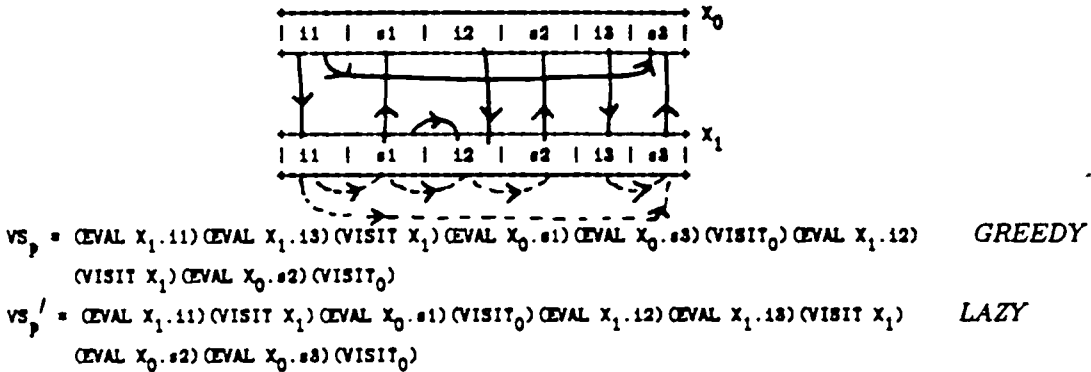 X0
| i1 | s1 | i2 | s2 | i3 | s3 |
X1
| i1 | s1 | i2 | s2 | i3 | s3 |
VSp = (EVAL X1.i1)(EVAL X1.i3)(VISIT X1)(EVAL X0.s1)(EVAL X0.s3)(VISIT0)(EVAL X1.i2) GREEDY
(VISIT X1)(EVAL X0.s2)(VISIT0)
VSp' = (EVAL X1.i1)(VISIT X1)(EVAL X0.s1)(VISIT0)(EVAL X1.i2)(EVAL X1.i3)(VISIT X1) LAZY
(EVAL X0.s2)(EVAL X0.s3)(VISIT0)